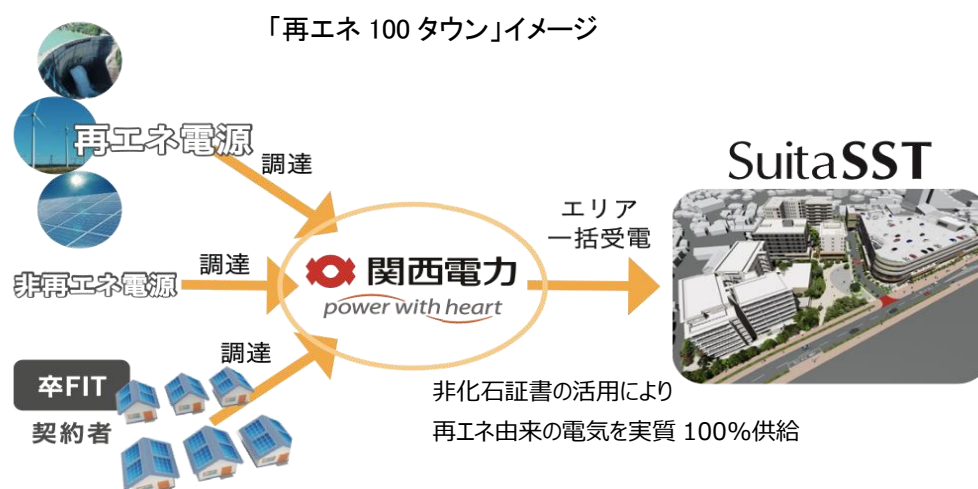 「再エネ 100 タウン」イメージ
再エネ電源
調達
SuitaSST
エリア
一括受電
非再エネ電源
調達
関西電力
power with heart
調達
卒FIT
契約者
非化石証書の活用により
再エネ由来の電気を実質 100%供給